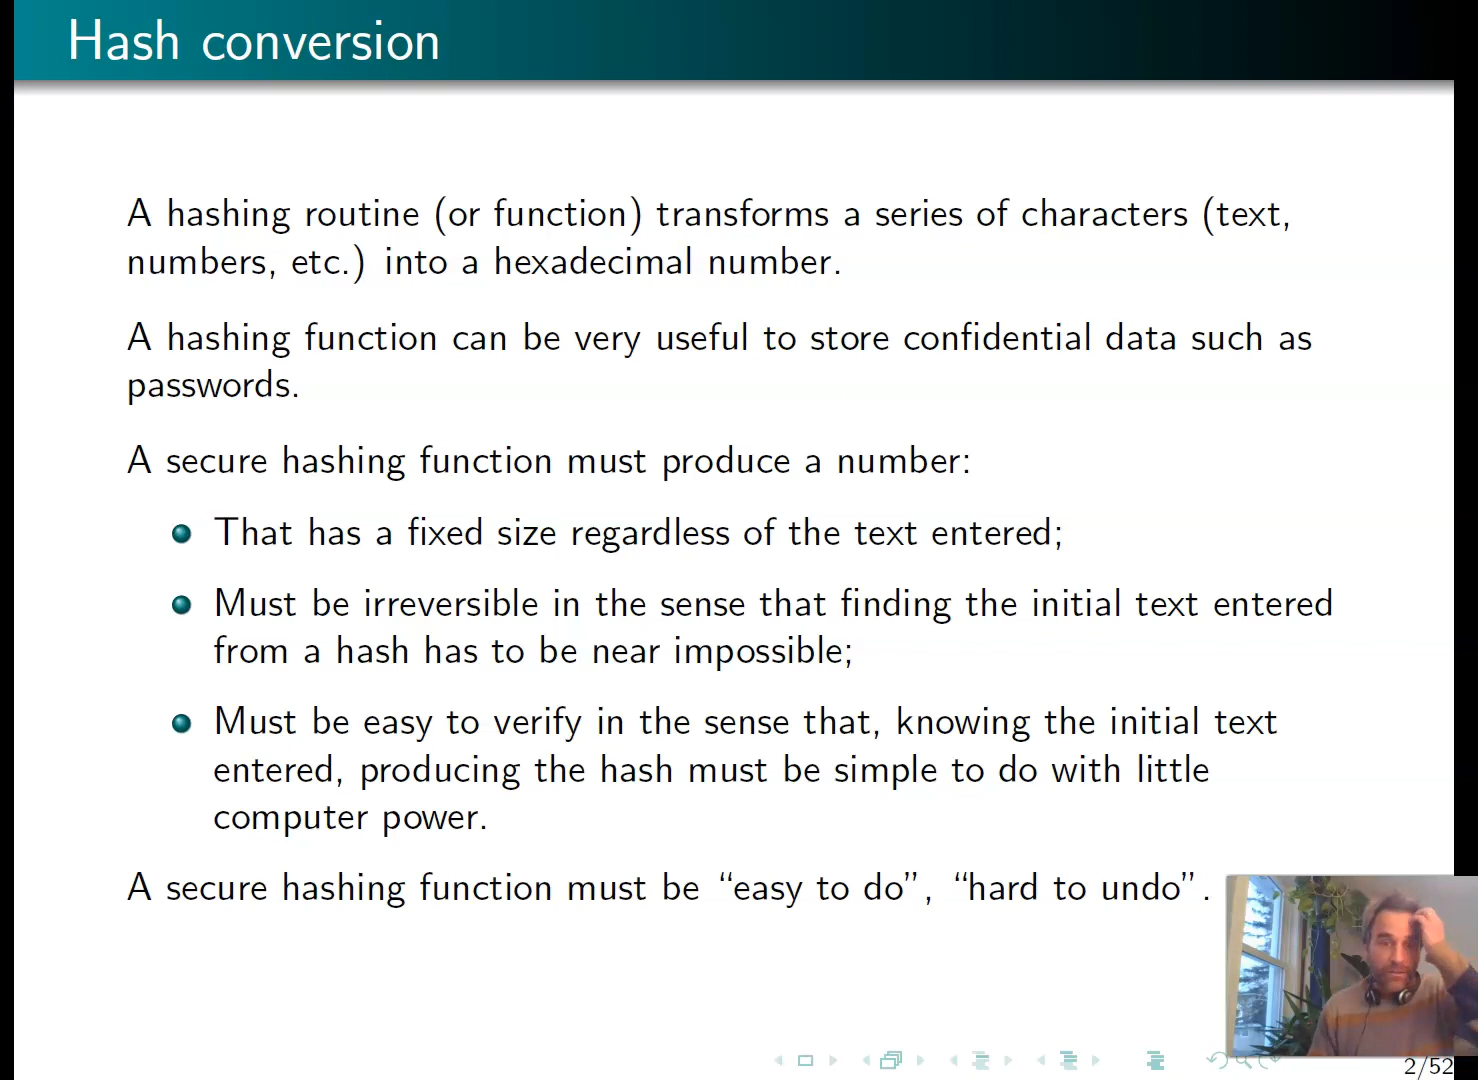 Hash conversion
A hashing routine (or function) transforms a series of characters (text,
numbers, etc.) into a hexadecimal number.
A hashing function can be very useful to store confidential data such as
passwords.
A secure hashing function must produce a number:
That has a fixed size regardless of the text entered;
Must be irreversible in the sense that finding the initial text entered
from a hash has to be near impossible;
Must be easy to verify in the sense that, knowing the initial text
entered, producing the hash must be simple to do with little
computer power.
A secure hashing function must be “easy to do”, “hard to undo”.
2/52